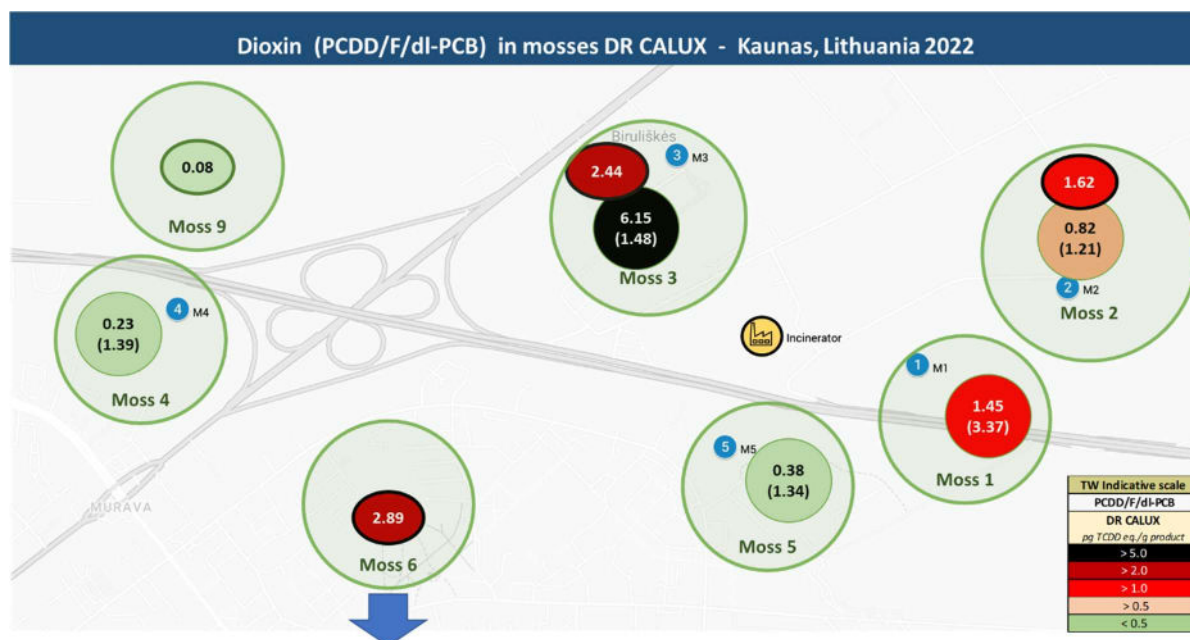 Dioxin (PCDD/F/dl-PCB) in mosses DR CALUX - Kaunas, Lithuania 2022
0.08
Moss 9
Biruliškės
3 M3
2.44
6.15
(1.48)
Moss 3
1.62
0.82
(1.21)
2 M2
Moss 2
4 M4
0.23
(1.39)
Moss 4
Incinerator
1 M1
1.45
(3.37)
Moss 1
5 M5
0.38
(1.34)
Moss 5
MURAVA
2.89
Moss 6
TW Indicative scale
PCDD/F/dl-PCB
DR CALUX
pg TCDD eq./g product
> 5.0
> 2.0
> 1.0
> 0.5
< 0.5